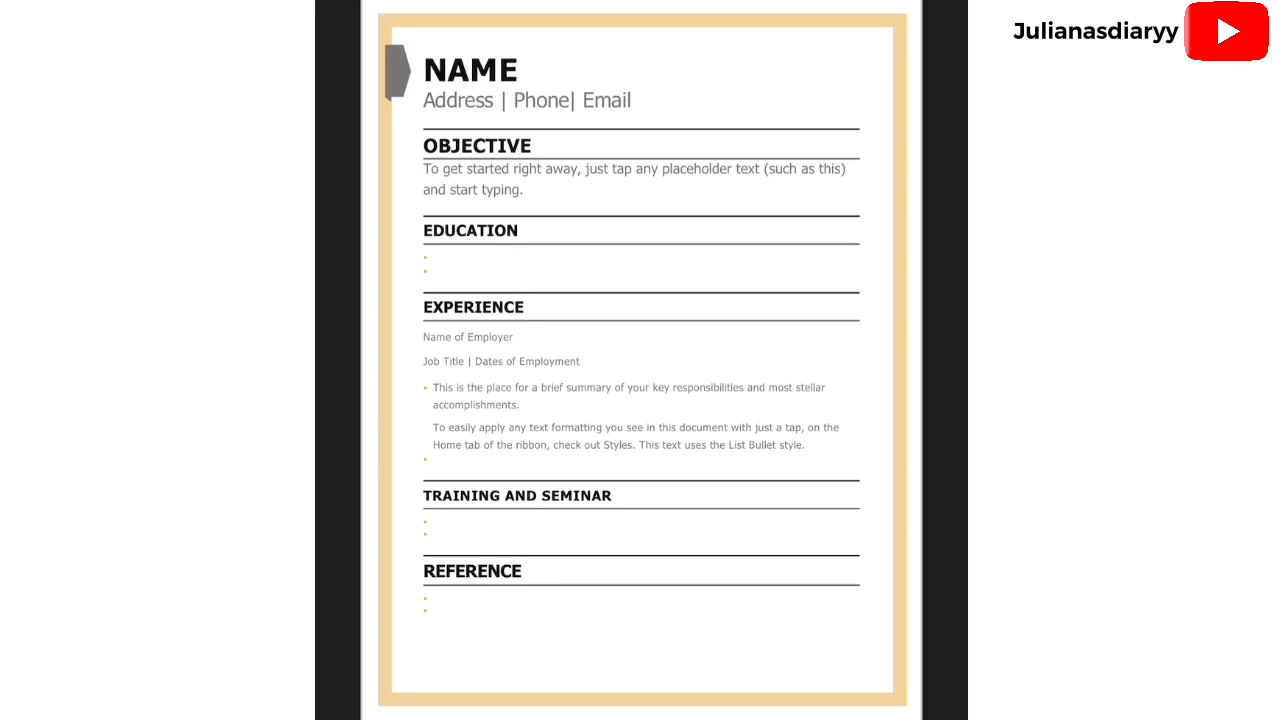 Julianasdiaryy
NAME
Address | Phone| Email
OBJECTIVE
To get started right away, just tap any placeholder text (such as this)
and start typing.
EDUCATION
EXPERIENCE
Name of Employer
Job Title | Dates of Employment
• This is the place for a brief summary of your key responsibilities and most stellar
accomplishments.
To easily apply any text formatting you see in this document with just a tap, on the
Home tab of the ribbon, check out Styles. This text uses the List Bullet style.
TRAINING AND SEMINAR
REFERENCE